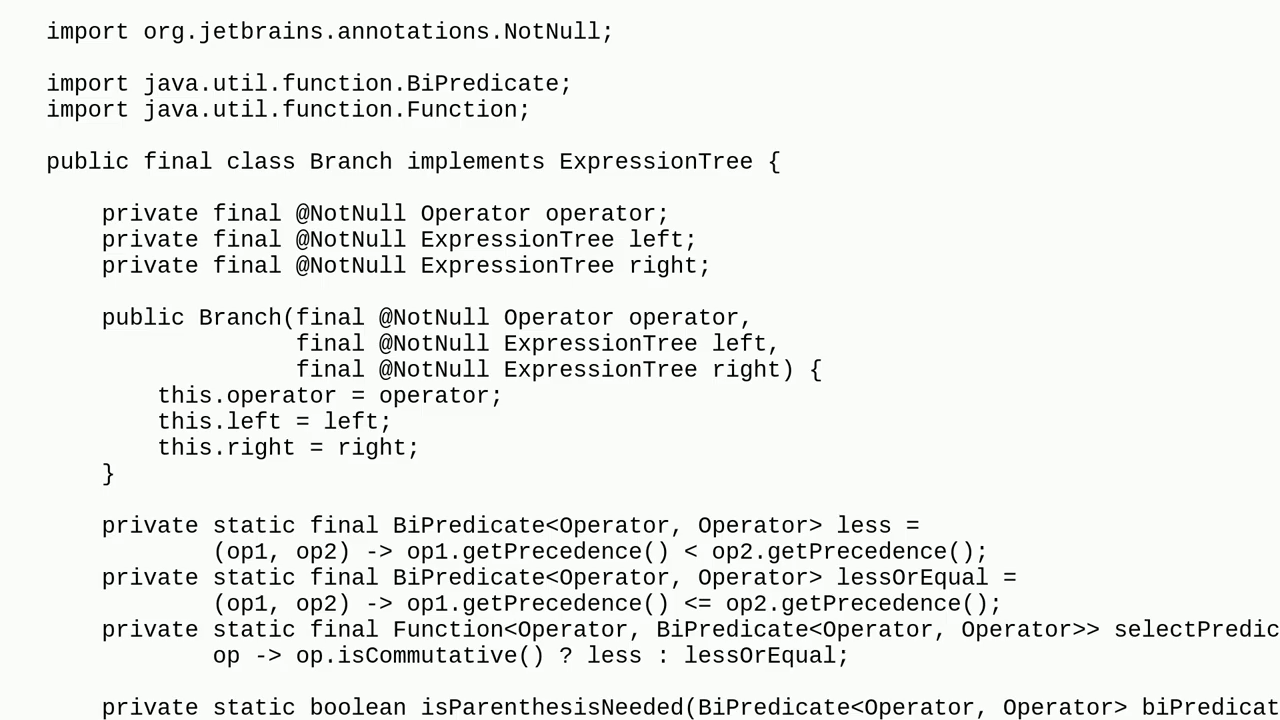 import org.jetbrains.annotations.NotNull;
import java.util.function.BiPredicate;
import java.util.function.Function;
public final class Branch implements ExpressionTree {
private final @NotNull Operator operator;
private final @NotNull ExpressionTree left;
private final @NotNull ExpressionTree right;
public Branch(final @NotNull Operator operator,
final @NotNull ExpressionTree left,
final @NotNull ExpressionTree right) {
this.operator = operator;
this.left = left;
this.right = right;
}
private static final BiPredicate<Operator, Operator> less =
(op1, op2) -> op1.getPrecedence() < op2.getPrecedence();
private static final BiPredicate<Operator, Operator> lessOrEqual =
(op1, op2) -> op1.getPrecedence() <= op2.getPrecedence();
private static final Function<Operator, BiPredicate<Operator, Operator>> selectPredic
op -> op.isCommutative() ? less : lessOrEqual;
private static boolean isParenthesisNeeded(BiPredicate<Operator, Operator> biPredicat